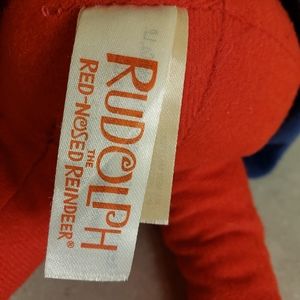 RUDOLPH
THE
RED-NOSED REINDEER®